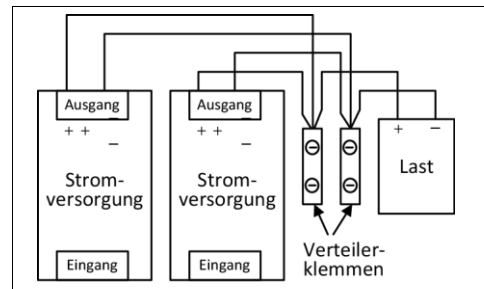 Ausgang
+ + –
–
Strom-
versorgung
Eingang
Ausgang
+ + –
–
Strom-
versorgung
Eingang
+ –
Last
Verteiler-
klemmen